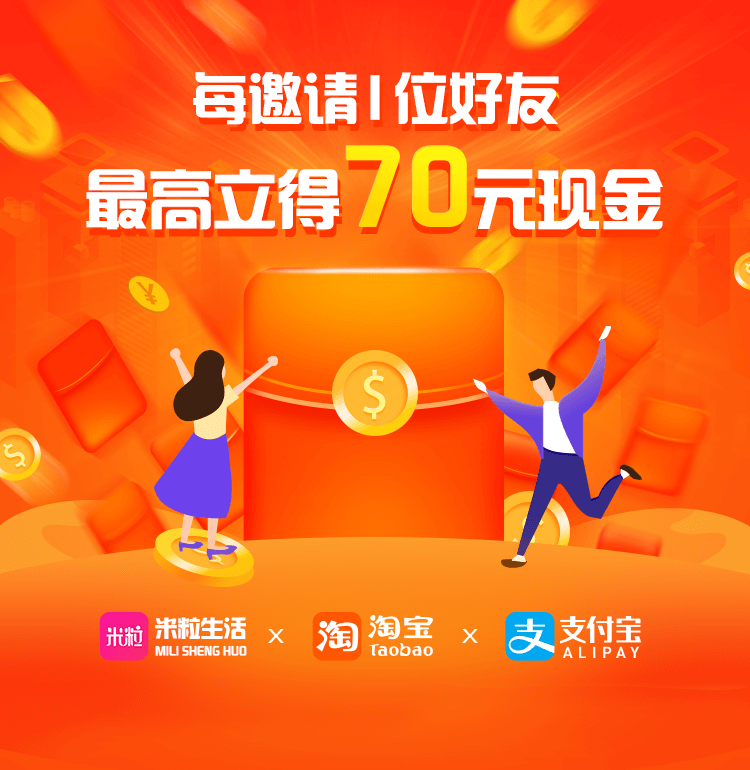 每邀请1位好友
最高立得70元现金
¥
$
$
$
米粒 米粒生活 x 淘 淘宝 x 支 支付宝
MILI SHENG HUO Taobao ALIPAY